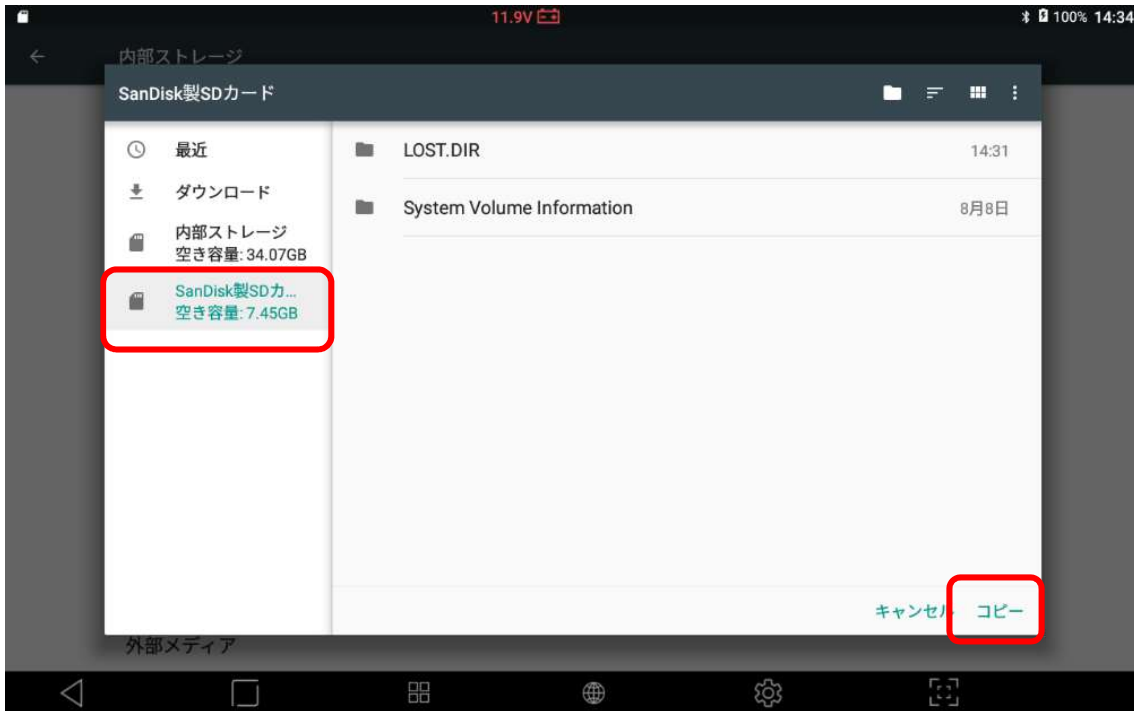 11.9V
100% 14:34
内部ストレージ
SanDisk製SDカード
最近
ダウンロード
内部ストレージ
空き容量: 34.07GB
SanDisk製SDカ...
空き容量: 7.45GB
LOST.DIR
14:31
System Volume Information
8月8日
キャンセル
コピー
外部メディア